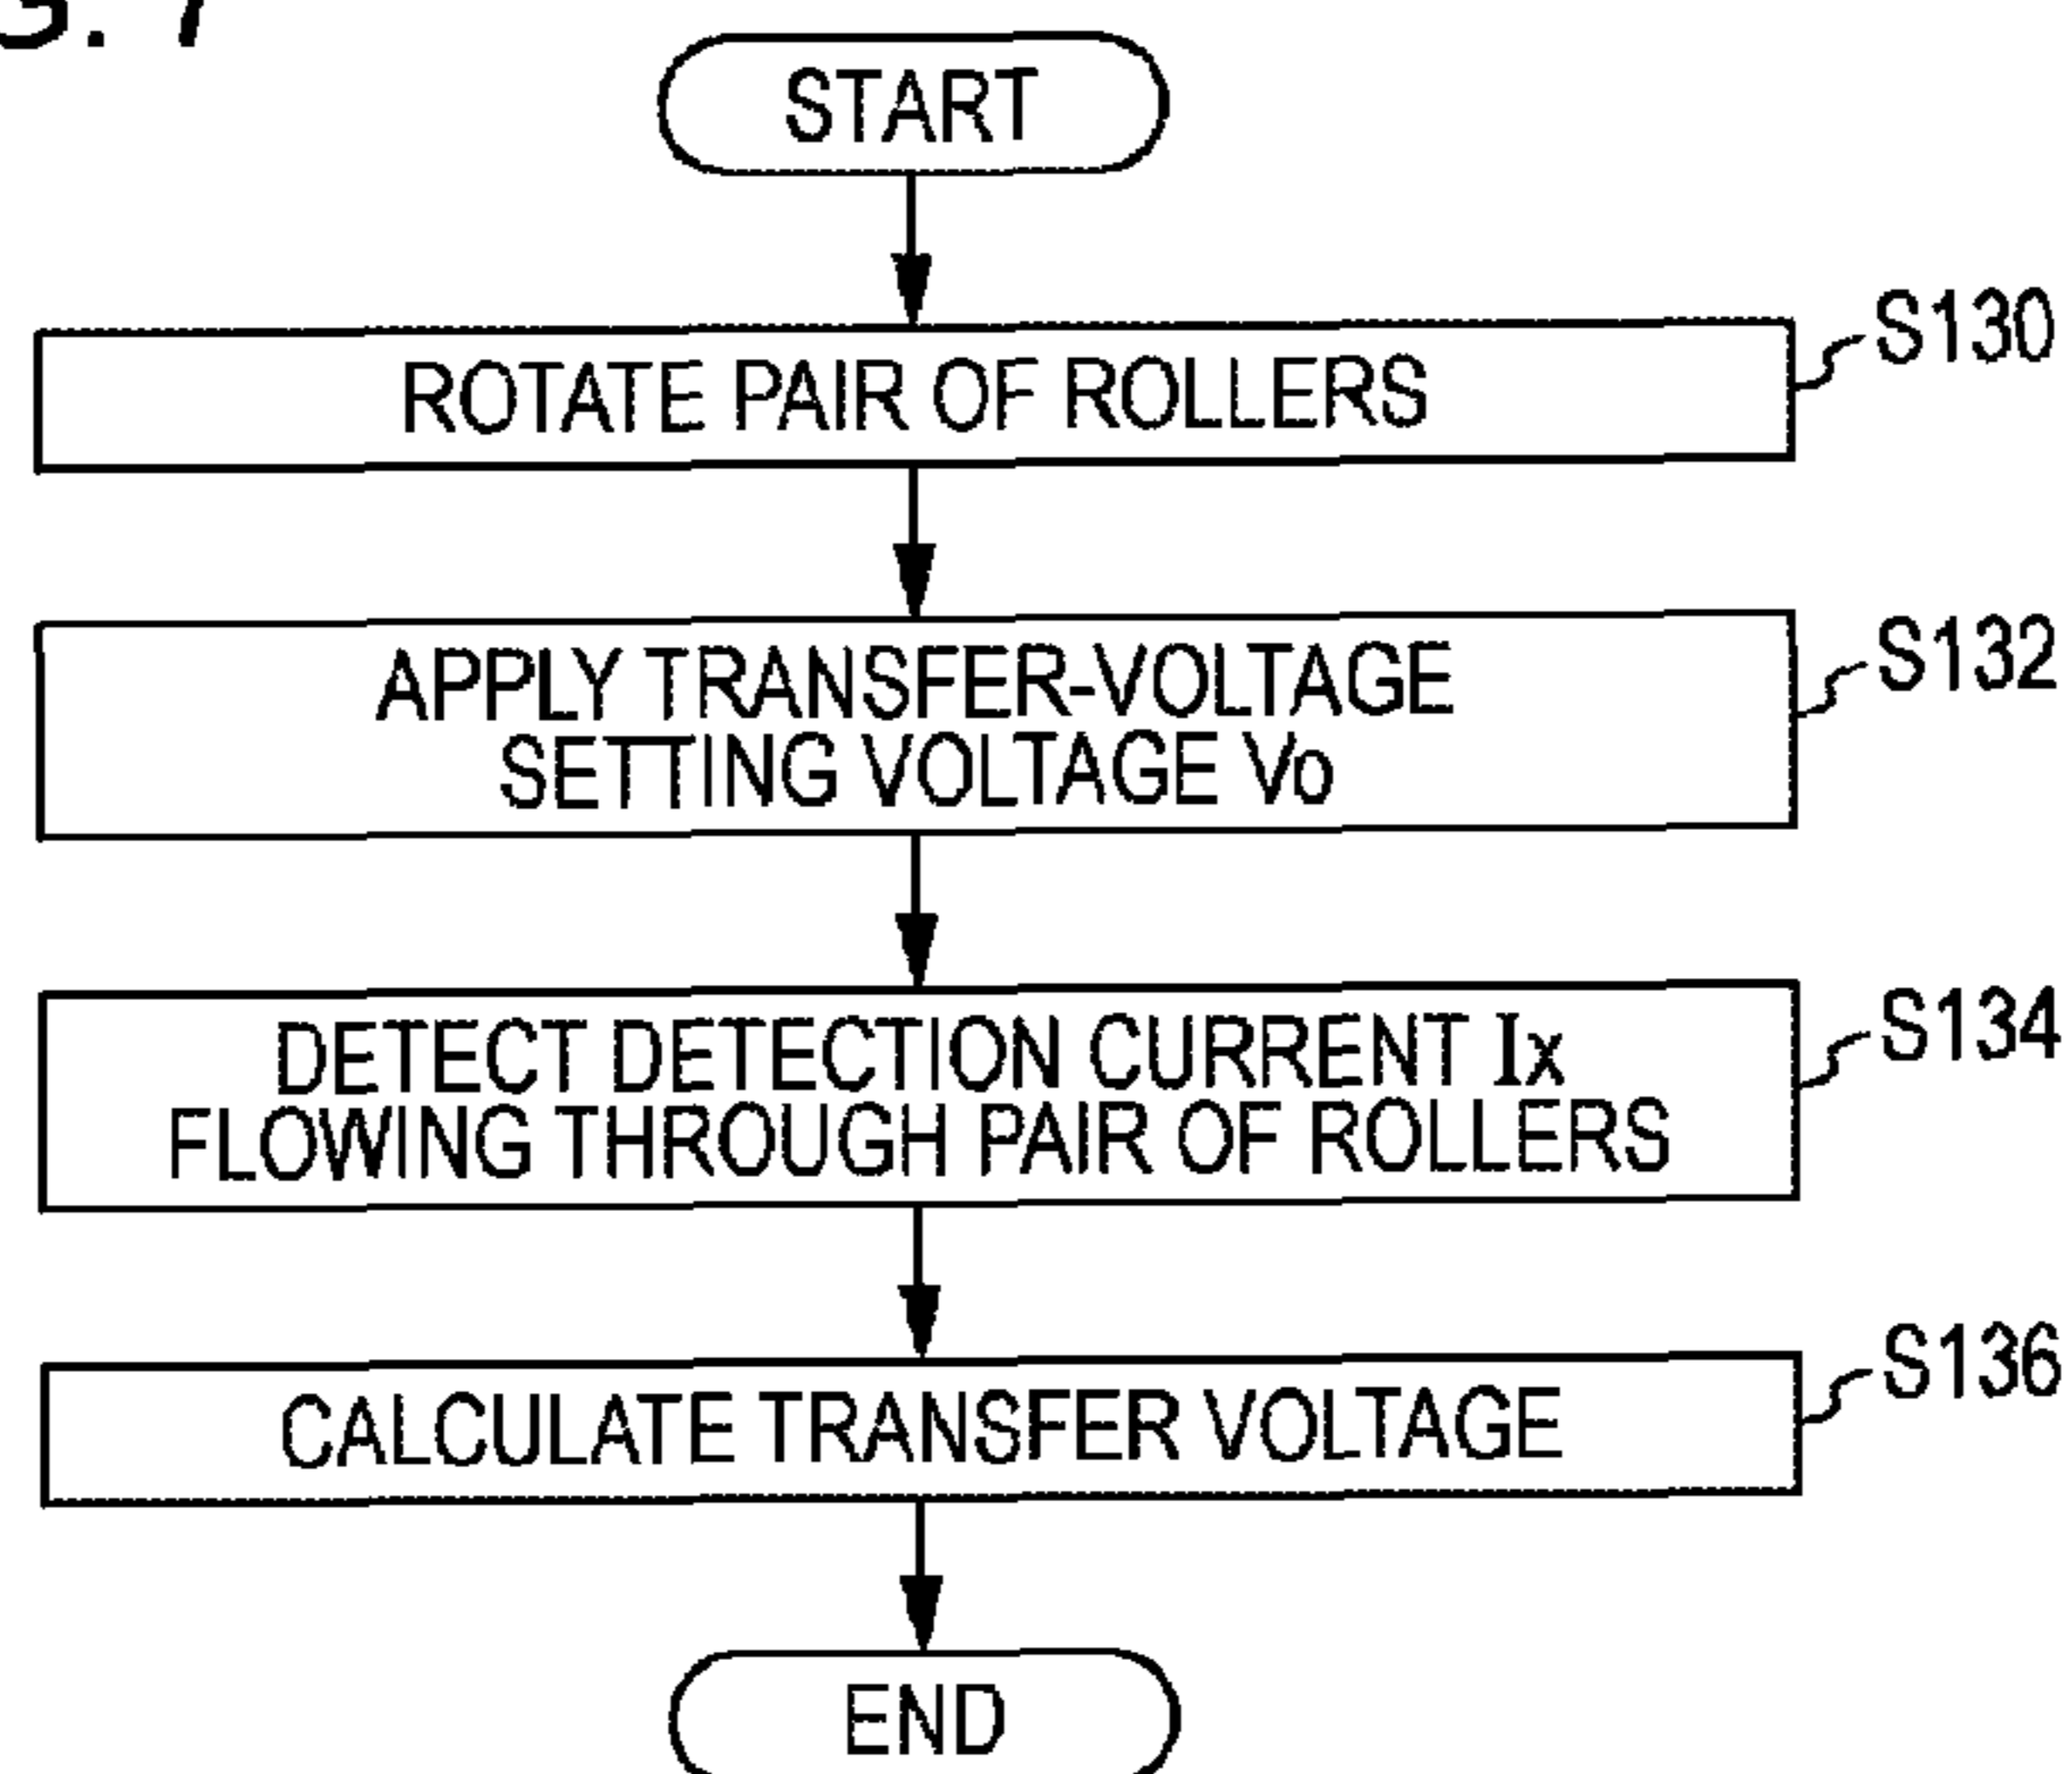 START
ROTATE PAIR OF ROLLERS
S130
APPLY TRANSFER-VOLTAGE
SETTING VOLTAGE Vo
S132
DETECT DETECTION CURRENT Ix
FLOWING THROUGH PAIR OF ROLLERS
S134
CALCULATE TRANSFER VOLTAGE
S136
END